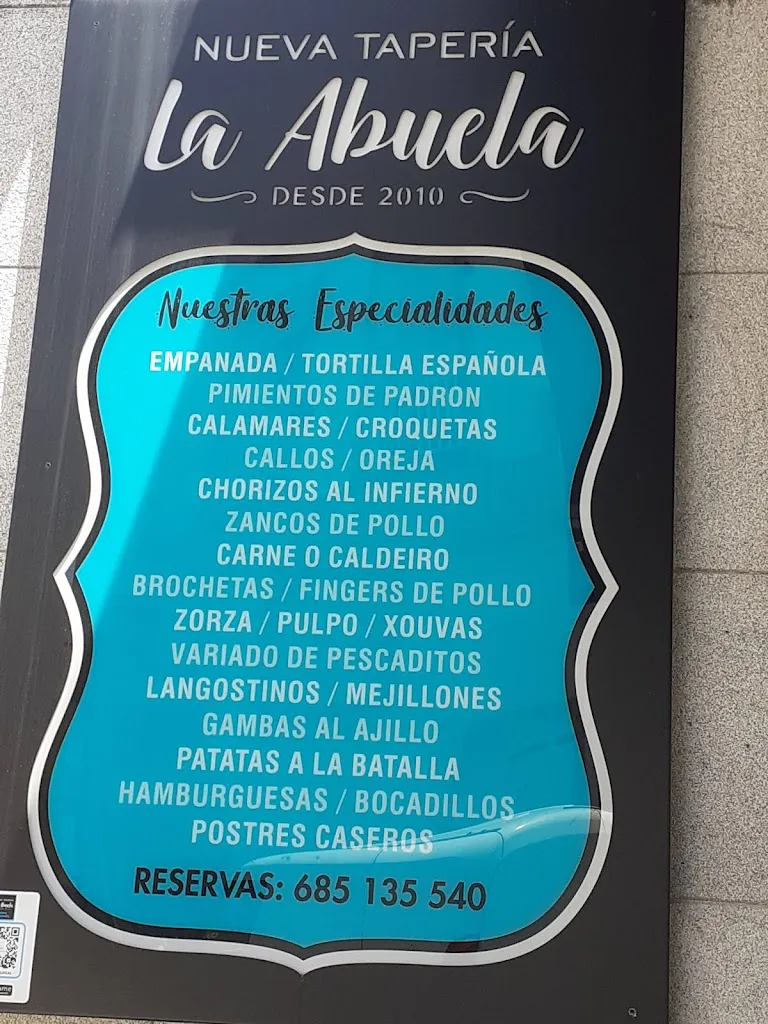 NUEVA TAPERÍA
La Abuela
DESDE 2010
Nuestras Especialidades
EMPANADA / TORTILLA ESPAÑOLA
PIMIENTOS DE PADRON
CALAMARES / CROQUETAS
CALLOS / OREJA
CHORIZOS AL INFIERNO
ZANCOS DE POLLO
CARNE O CALDEIRO
BROCHETAS / FINGERS DE POLLO
ZORZA / PULPO / XOUVAS
VARIADO DE PESCADITOS
LANGOSTINOS / MEJILLONES
GAMBAS AL AJILLO
PATATAS A LA BATALLA
HAMBURGUESAS / BOCADILLOS
POSTRES CASEROS
RESERVAS: 685 135 540